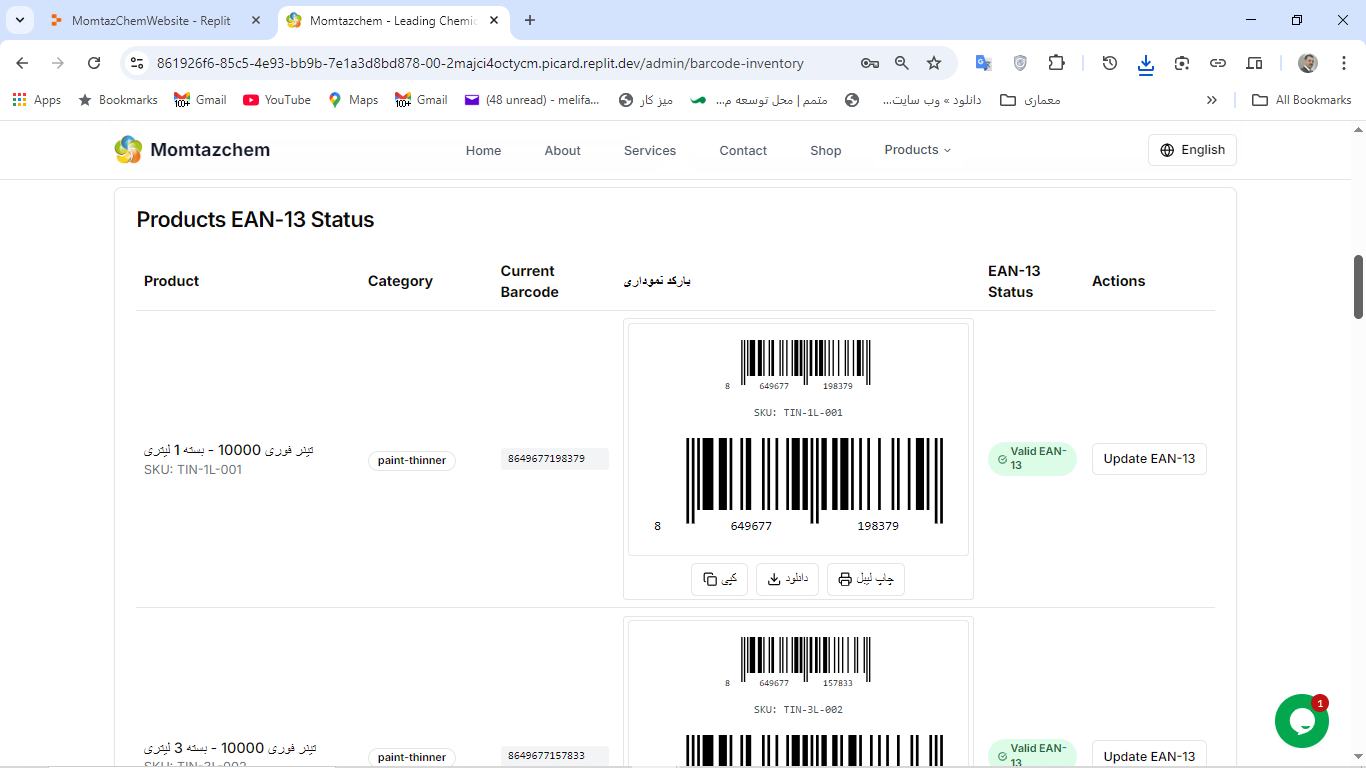 MomtazChemWebsite - Replit
Momtazchem - Leading Chemic
861926f6-85c5-4e93-bb9b-7e1a3d8bd878-00-2majci4octycm.picard.replit.dev/admin/barcode-inventory
Apps
Bookmarks
10+ Gmail
YouTube
Maps
10+ Gmail
(48 unread) - melifa...
میز کار
متمم | محل توسعه م...
دانلود » وب سایت...
معماری
»
All Bookmarks
Momtazchem
Home
About
Services
Contact
Shop
Products
English
Products EAN-13 Status
Product
Category
Current
Barcode
بارکد نموداری
EAN-13
Status
Actions
8 649677 198379
SKU: TIN-1L-001
تینر فوری 10000 - بسته 1 لیتری
SKU: TIN-1L-001
paint-thinner
8649677198379
8 649677 198379
Valid EAN-
13
Update EAN-13
کپی
دانلود
چاپ لیبل
8 649677 157833
SKU: TIN-3L-002
تینر فوری 10000 - بسته 3 لیتری
SKU: TIN-3L-002
paint-thinner
8649677157833
Valid EAN-
13
Update EAN-13
1